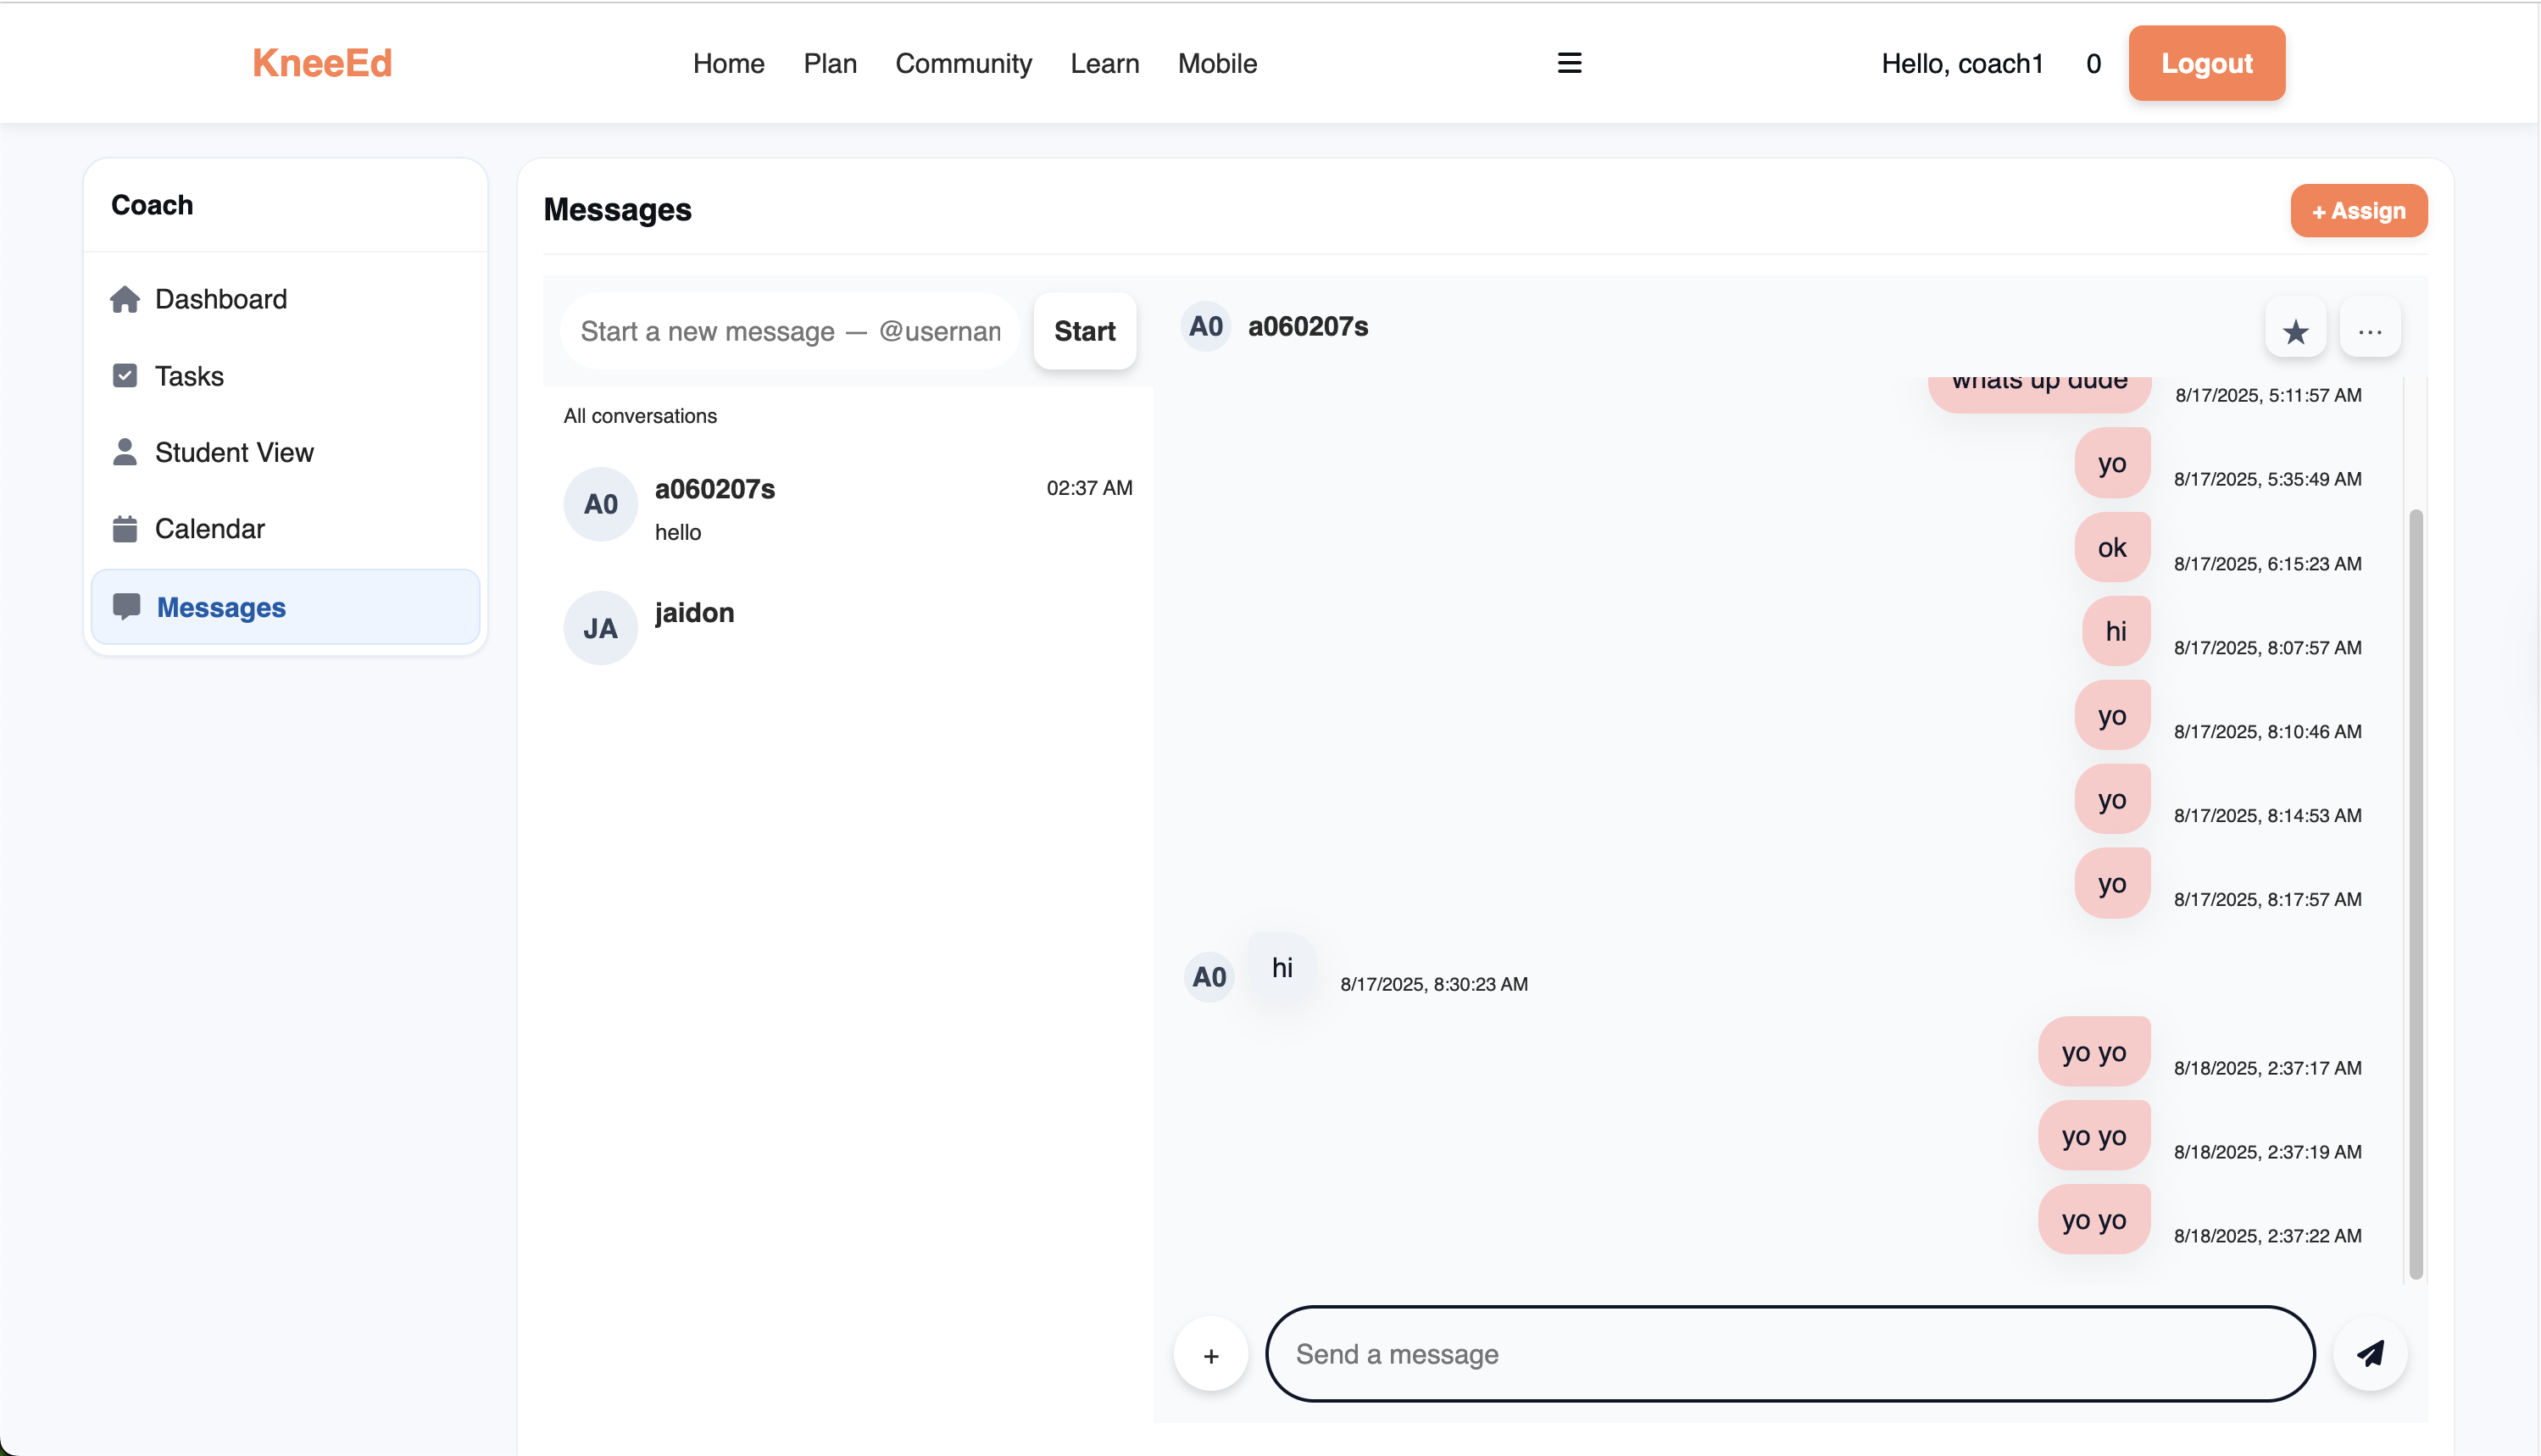 KneeEd
Home Plan Community Learn Mobile
Hello, coach1 0 Logout
Coach
Dashboard
Tasks
Student View
Calendar
Messages
Messages
+ Assign
Start a new message — @usernan
Start
All conversations
A0 a060207s 02:37 AM
hello
JA jaidon
A0 a060207s
...
whats up dude 8/17/2025, 5:11:57 AM
yo 8/17/2025, 5:35:49 AM
ok 8/17/2025, 6:15:23 AM
hi 8/17/2025, 8:07:57 AM
yo 8/17/2025, 8:10:46 AM
yo 8/17/2025, 8:14:53 AM
yo 8/17/2025, 8:17:57 AM
A0 hi 8/17/2025, 8:30:23 AM
yo yo 8/18/2025, 2:37:17 AM
yo yo 8/18/2025, 2:37:19 AM
yo yo 8/18/2025, 2:37:22 AM
+ Send a message